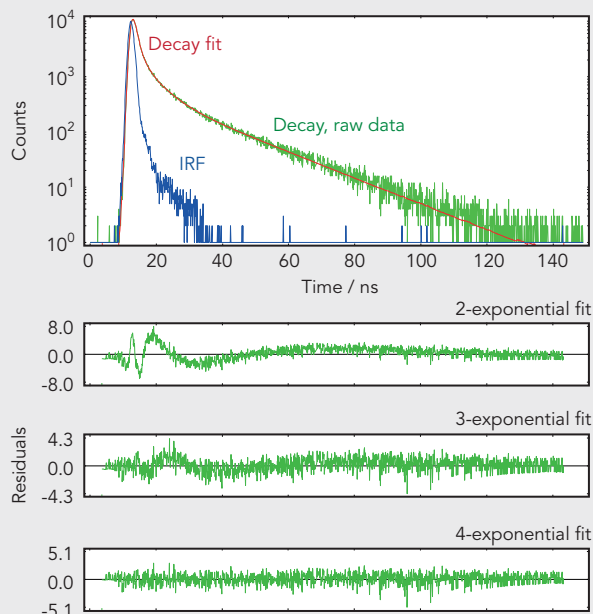 10^4
Decay fit
10^3
Decay, raw data
10^2
Counts
IRF
10^1
10^0
0 20 40 60 80 100 120 140
Time / ns
2-exponential fit
8.0
0.0
-8.0
3-exponential fit
4.3
0.0
-4.3
Residuals
4-exponential fit
5.1
0.0
-5.1